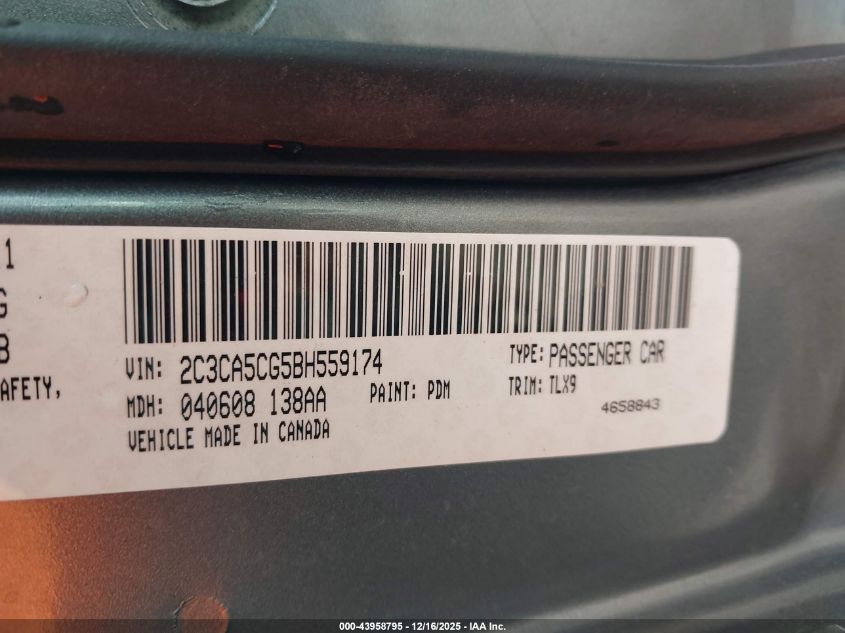 1
G
B
AFETY,
VIN: 2C3CA5CG5BH559174
TYPE: PASSENGER CAR
MDH: 040608 138AA
PAINT: PDM
TRIM: TLX9
VEHICLE MADE IN CANADA
4658843
000-43958795 - 12/16/2025 - IAA Inc.